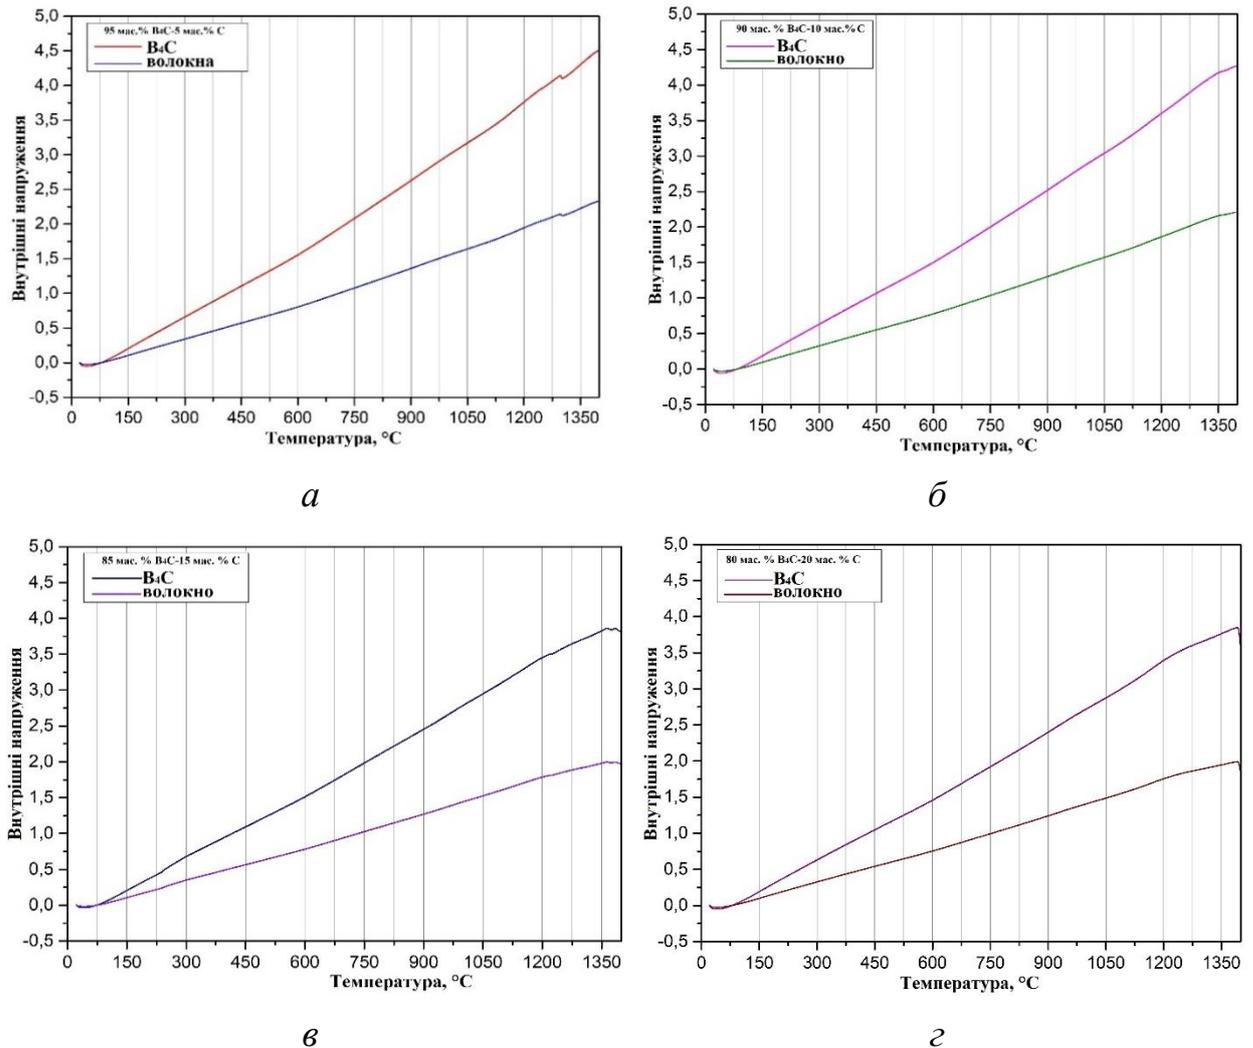 95 мас.% B₄C-5 мас.% C
B₄C
волокна
5,0
4,5
4,0
3,5
3,0
2,5
2,0
1,5
1,0
0,5
0,0
-0,5
Внутрішні напруження
0 150 300 450 600 750 900 1050 1200 1350
Температура, °C
а
90 мас. % B₄C-10 мас.% C
B₄C
волокно
5,0
4,5
4,0
3,5
3,0
2,5
2,0
1,5
1,0
0,5
0,0
-0,5
Внутрішні напруження
0 150 300 450 600 750 900 1050 1200 1350
Температура, °C
б
85 мас. % B₄C-15 мас. % C
B₄C
волокно
5,0
4,5
4,0
3,5
3,0
2,5
2,0
1,5
1,0
0,5
0,0
-0,5
Внутрішні напруження
0 150 300 450 600 750 900 1050 1200 1350
Температура, °C
в
80 мас. % B₄C-20 мас. % C
B₄C
волокно
5,0
4,5
4,0
3,5
3,0
2,5
2,0
1,5
1,0
0,5
0,0
-0,5
Внутрішні напруження
0 150 300 450 600 750 900 1050 1200 1350
Температура, °C
г